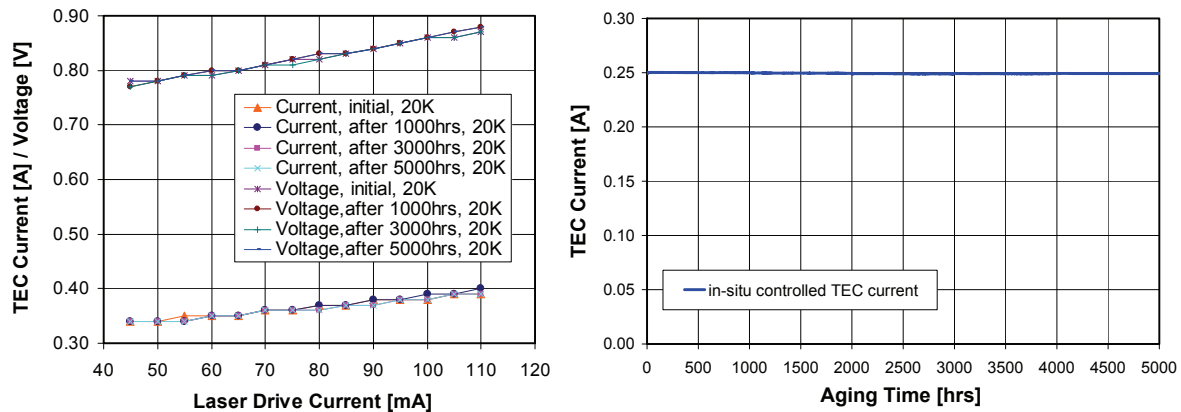 TEC Current [A] / Voltage [V]
0.90
0.80
0.70
0.60
0.50
0.40
0.30
Current, initial, 20K
Current, after 1000hrs, 20K
Current, after 3000hrs, 20K
Current, after 5000hrs, 20K
Voltage, initial, 20K
Voltage,after 1000hrs, 20K
Voltage,after 3000hrs, 20K
Voltage,after 5000hrs, 20K
40 50 60 70 80 90 100 110 120
Laser Drive Current [mA]
TEC Current [A]
0.30
0.25
0.20
0.15
0.10
0.05
0.00
in-situ controlled TEC current
0 500 1000 1500 2000 2500 3000 3500 4000 4500 5000
Aging Time [hrs]